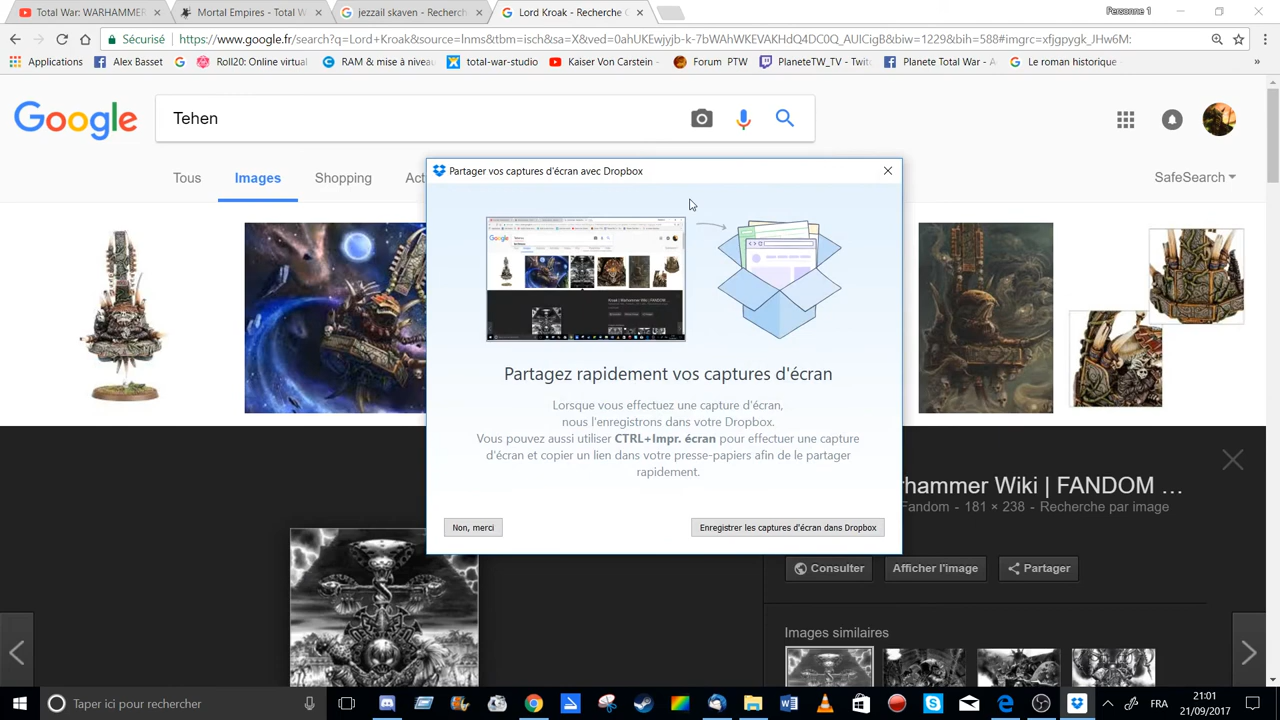 Total War: WARHAMMER
Mortal Empires - Total W
jezzail skaven - Recherch
Lord Kroak - Recherche G
Personne 1
Sécurisé
https://www.google.fr/search?q=Lord+Kroak&source=lnms&tbm=isch&sa=X&ved=0ahUKEwjyjb-k-7bWAhWKEVAKHdQ4DC0Q_AUICigB&biw=1229&bih=588#imgrc=xfjgpygk_JHw6M:
Applications
Alex Basset
Roll20: Online virtual
RAM & mise à niveau
total-war-studio
Kaiser Von Carstein -
Forum PTW
PlaneteTW_TV - Twitc
Planete Total War - A
Le roman historique -
»
Google
Tehen
Tous
Images
Shopping
Act
SafeSearch
Partager vos captures d'écran avec Dropbox
Partagez rapidement vos captures d'écran
Lorsque vous effectuez une capture d'écran,
nous l'enregistrons dans votre Dropbox.
Vous pouvez aussi utiliser CTRL+Impr. écran pour effectuer une capture
d'écran et copier un lien dans votre presse-papiers afin de le partager
rapidement.
Non, merci
Enregistrer les captures d'écran dans Dropbox
rhammer Wiki | FANDOM ...
Fandom - 181 × 238 - Recherche par image
Consulter
Afficher l'image
Partager
Images similaires
Taper ici pour rechercher
FRA
21:01
21/09/2017